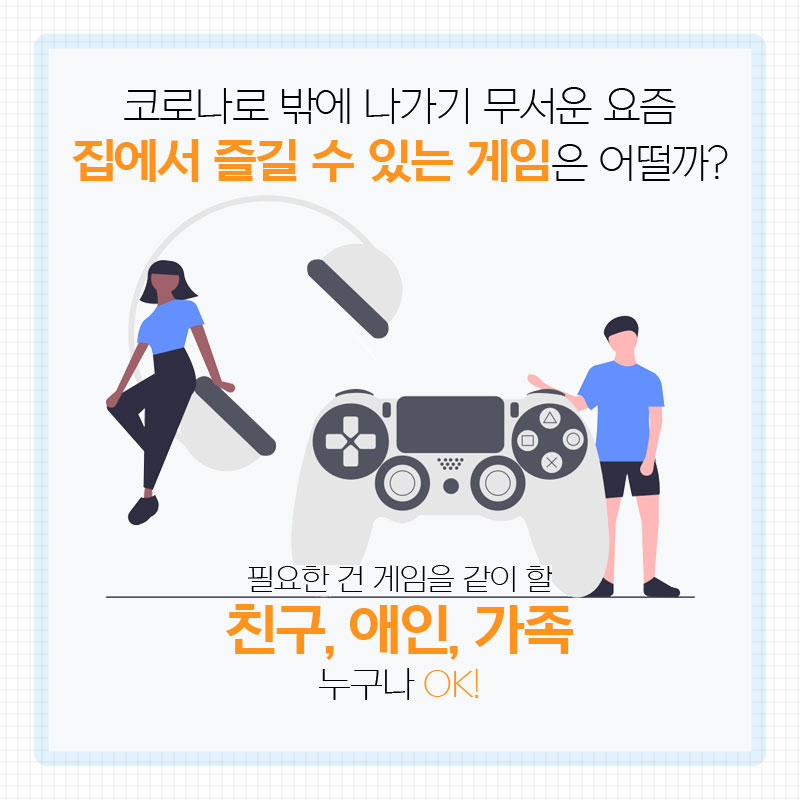 코로나로 밖에 나가기 무서운 요즘
집에서 즐길 수 있는 게임은 어떨까?
필요한 건 게임을 같이 할
친구, 애인, 가족
누구나 OK!